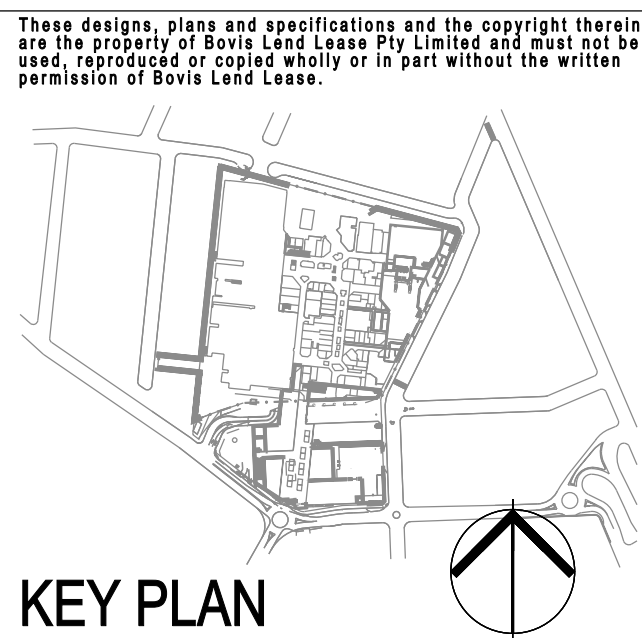 These designs, plans and specifications and the copyright therein
are the property of Bovis Lend Lease Pty Limited and must not be
used, reproduced or copied wholly or in part without the written
permission of Bovis Lend Lease.
KEY PLAN